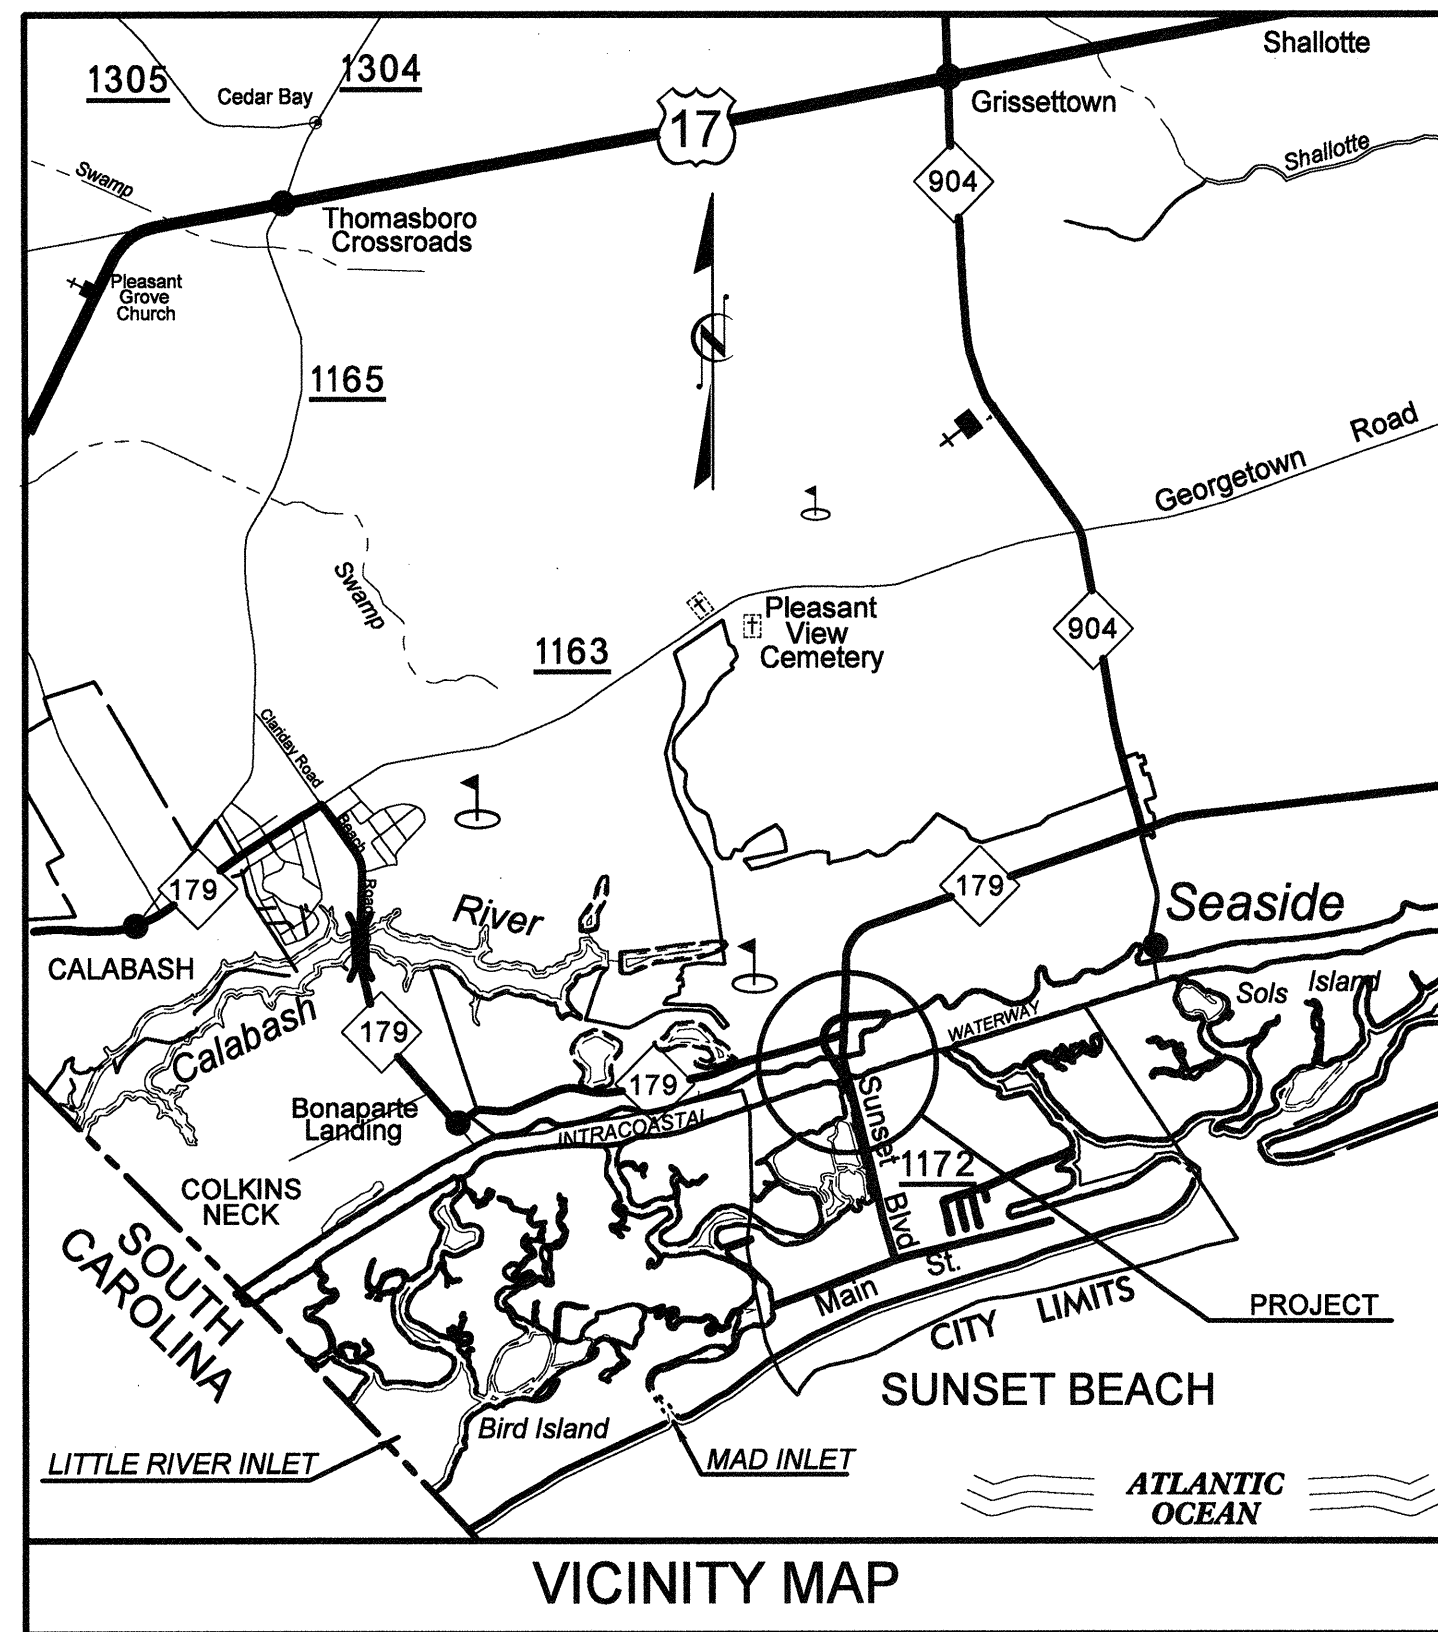 1305
1304
Cedar Bay
Shallotte
Grissettown
17
Swamp
904
Shallotte
Thomasboro
Crossroads
Pleasant
Grove
Church
N
1165
Georgetown Road
Swamp
Pleasant
View
Cemetery
904
1163
Clariday Road
Beach Road
179
179
River
Seaside
CALABASH
Calabash
179
Sols Island
WATERWAY
179
INTRACOASTAL
Bonaparte
Landing
Sunset Blvd
1172
COLKINS
NECK
SOUTH
CAROLINA
Main St.
CITY LIMITS
PROJECT
SUNSET BEACH
Bird Island
LITTLE RIVER INLET
MAD INLET
ATLANTIC
OCEAN
VICINITY MAP